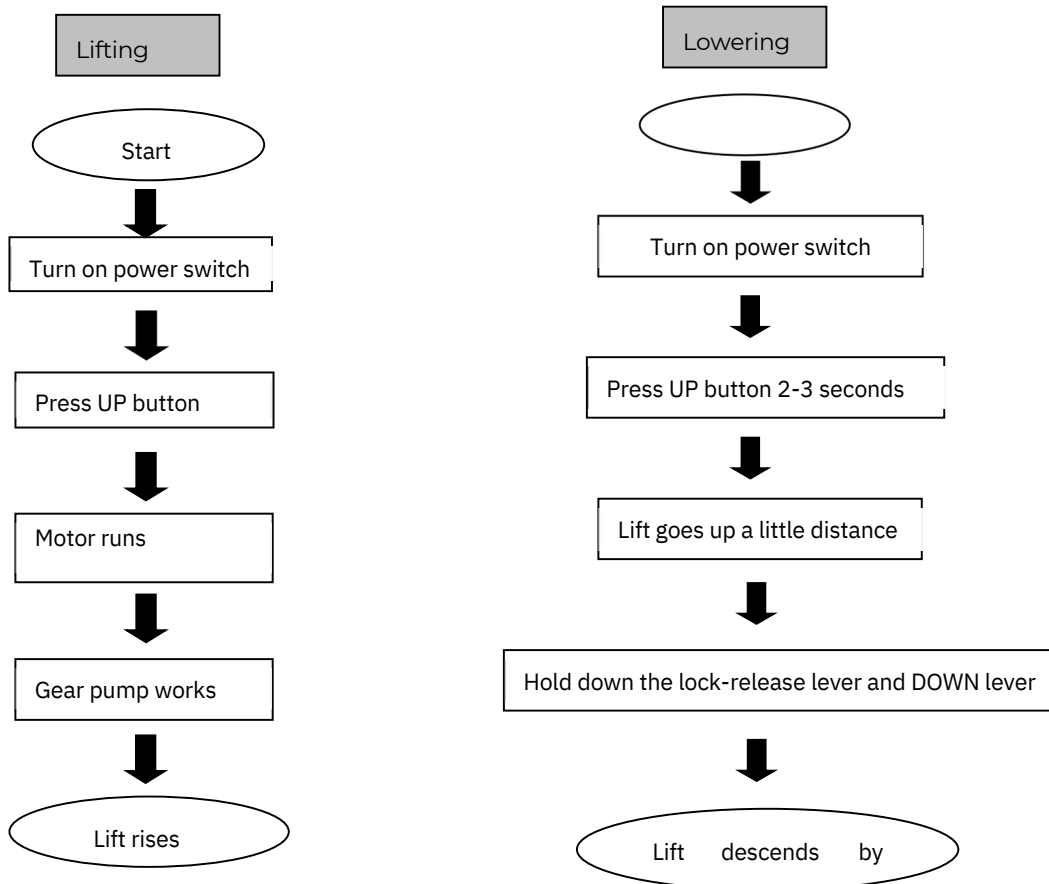 Lifting
Start
Turn on power switch
Press UP button
Motor runs
Gear pump works
Lift rises
Lowering
Turn on power switch
Press UP button 2-3 seconds
Lift goes up a little distance
Hold down the lock-release lever and DOWN lever
Lift descends by